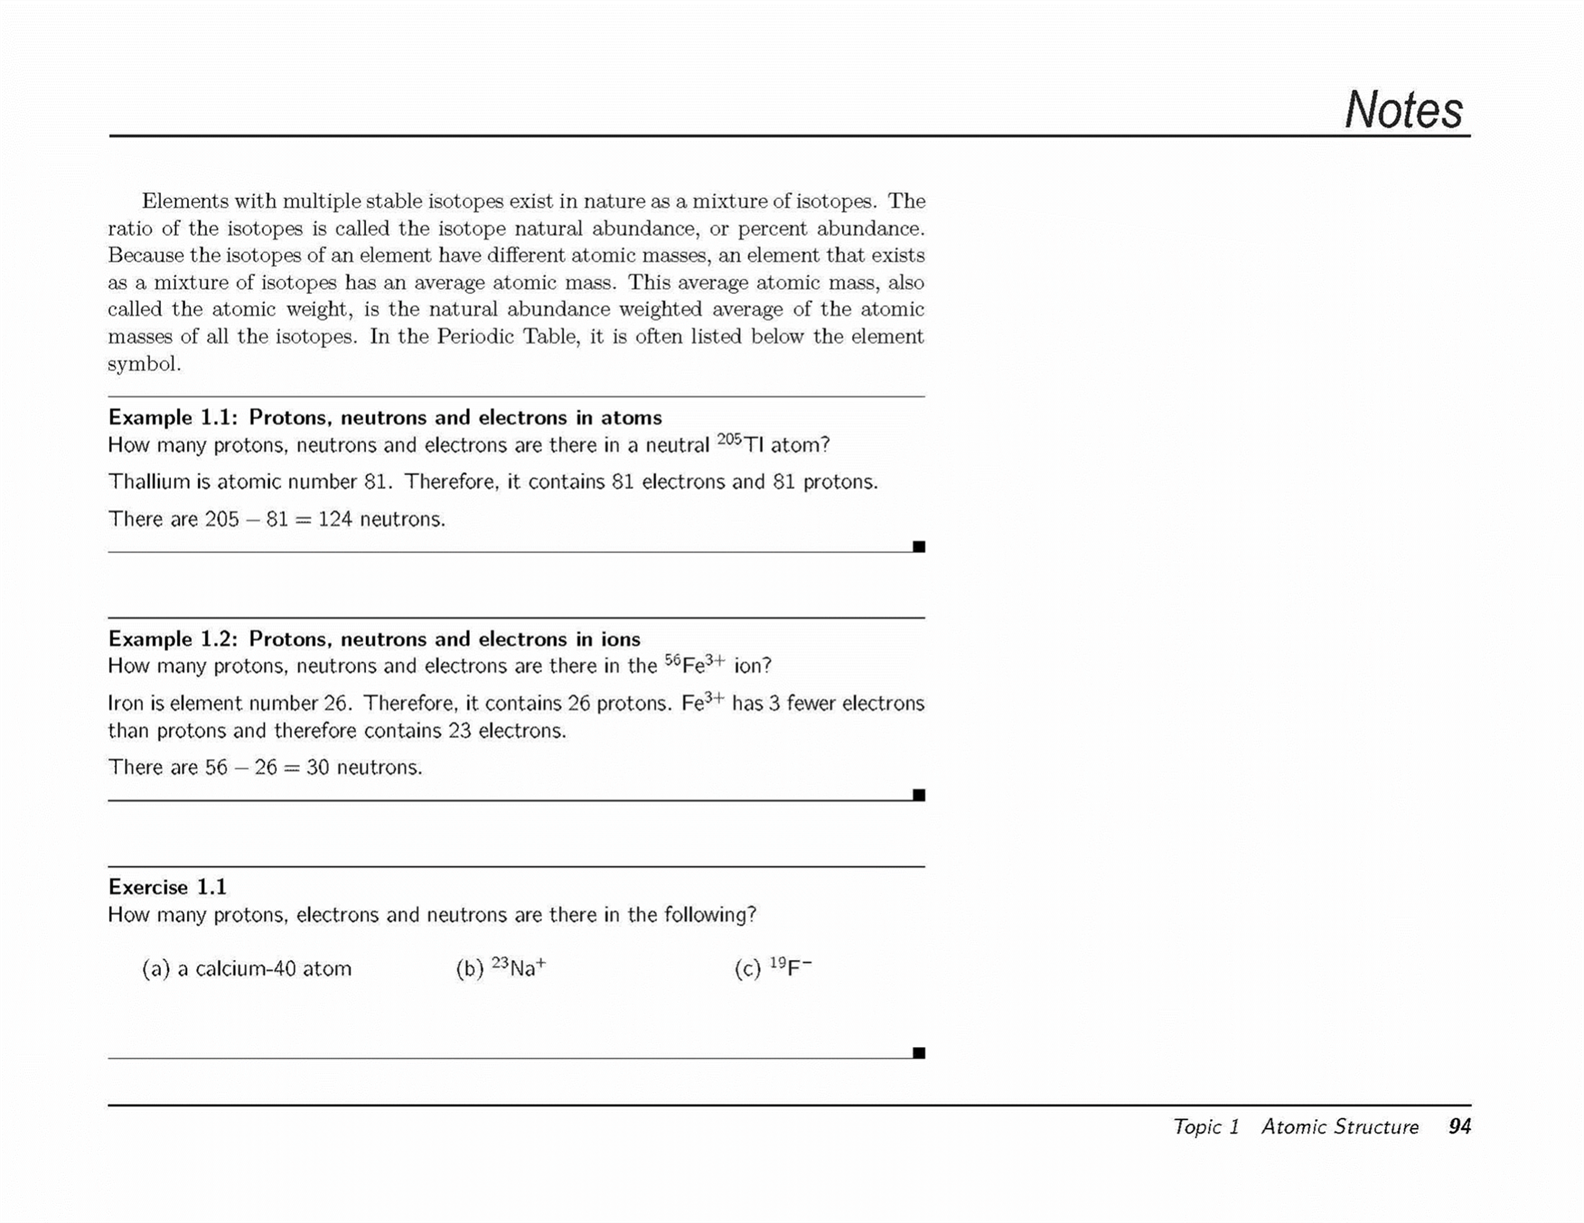 Notes
Elements with multiple stable isotopes exist in nature as a mixture of isotopes. The
ratio of the isotopes is called the isotope natural abundance, or percent abundance.
Because the isotopes of an element have different atomic masses, an element that exists
as a mixture of isotopes has an average atomic mass. This average atomic mass, also
called the atomic weight, is the natural abundance weighted average of the atomic
masses of all the isotopes. In the Periodic Table, it is often listed below the element
symbol.
Example 1.1: Protons, neutrons and electrons in atoms
How many protons, neutrons and electrons are there in a neutral ²⁰⁵Tl atom?
Thallium is atomic number 81. Therefore, it contains 81 electrons and 81 protons.
There are 205 − 81 = 124 neutrons.
Example 1.2: Protons, neutrons and electrons in ions
How many protons, neutrons and electrons are there in the ⁵⁶Fe³⁺ ion?
Iron is element number 26. Therefore, it contains 26 protons. Fe³⁺ has 3 fewer electrons
than protons and therefore contains 23 electrons.
There are 56 − 26 = 30 neutrons.
Exercise 1.1
How many protons, electrons and neutrons are there in the following?
(a) a calcium-40 atom (b) ²³Na⁺ (c) ¹⁹F⁻
Topic 1 Atomic Structure 94